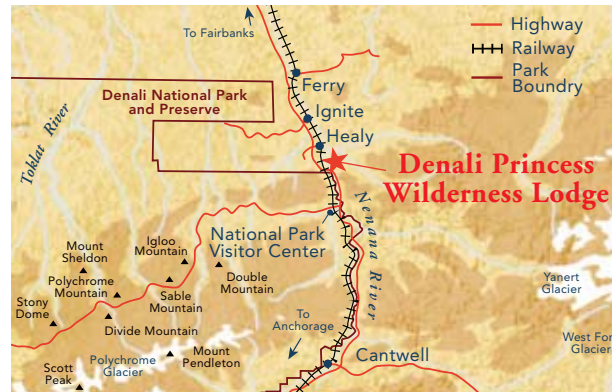 To Fairbanks
Highway
Railway
Park
Boundry
Ferry
Denali National Park
and Preserve
Ignite
Healy
Toklat River
Denali Princess
Wilderness Lodge
Nenana River
National Park
Visitor Center
Igloo
Mountain
Mount
Sheldon
Polychrome
Mountain
Sable
Mountain
Double
Mountain
Stony
Dome
Divide Mountain
To
Anchorage
Yanert
Glacier
West For
Glacier
Scott
Peak
Polychrome
Glacier
Mount
Pendleton
Cantwell